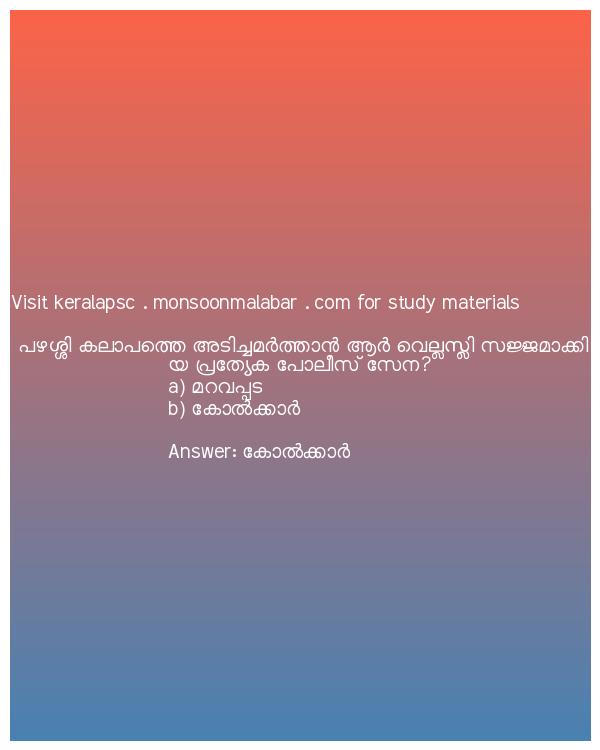 Visit keralapsc . monsoonmalabar . com for study materials
പഴശ്ശി കലാപത്തെ അടിച്ചമർത്താൻ ആർ വെല്ലസ്ലി സജ്ജമാക്കി
യ പ്രത്യേക പോലീസ് സേന?
a) മറവപ്പട
b) കോൽക്കാർ
Answer: കോൽക്കാർ